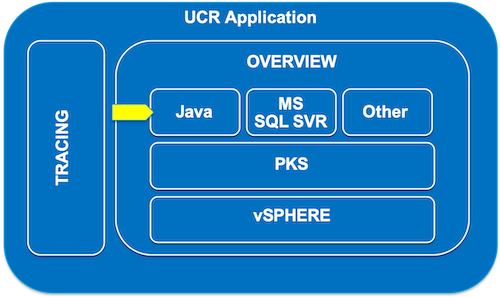 UCR Application
TRACING
OVERVIEW
Java
MS
SQL SVR
Other
PKS
vSPHERE